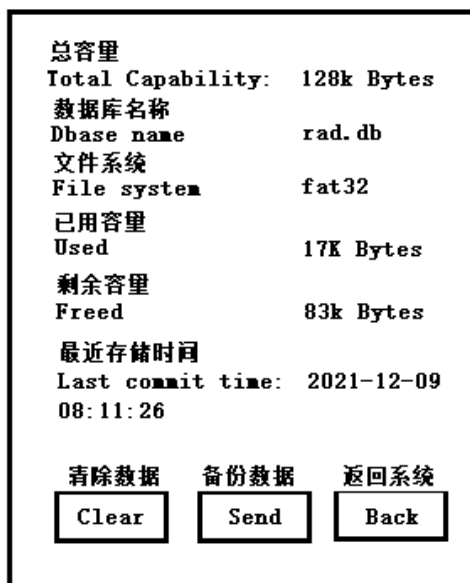 总容量
Total Capability: 128k Bytes
数据库名称
Dbase name rad.db
文件系统
File system fat32
已用容量
Used 17K Bytes
剩余容量
Freed 83k Bytes
最近存储时间
Last commit time: 2021-12-09
08:11:26
清除数据 备份数据 返回系统
Clear Send Back